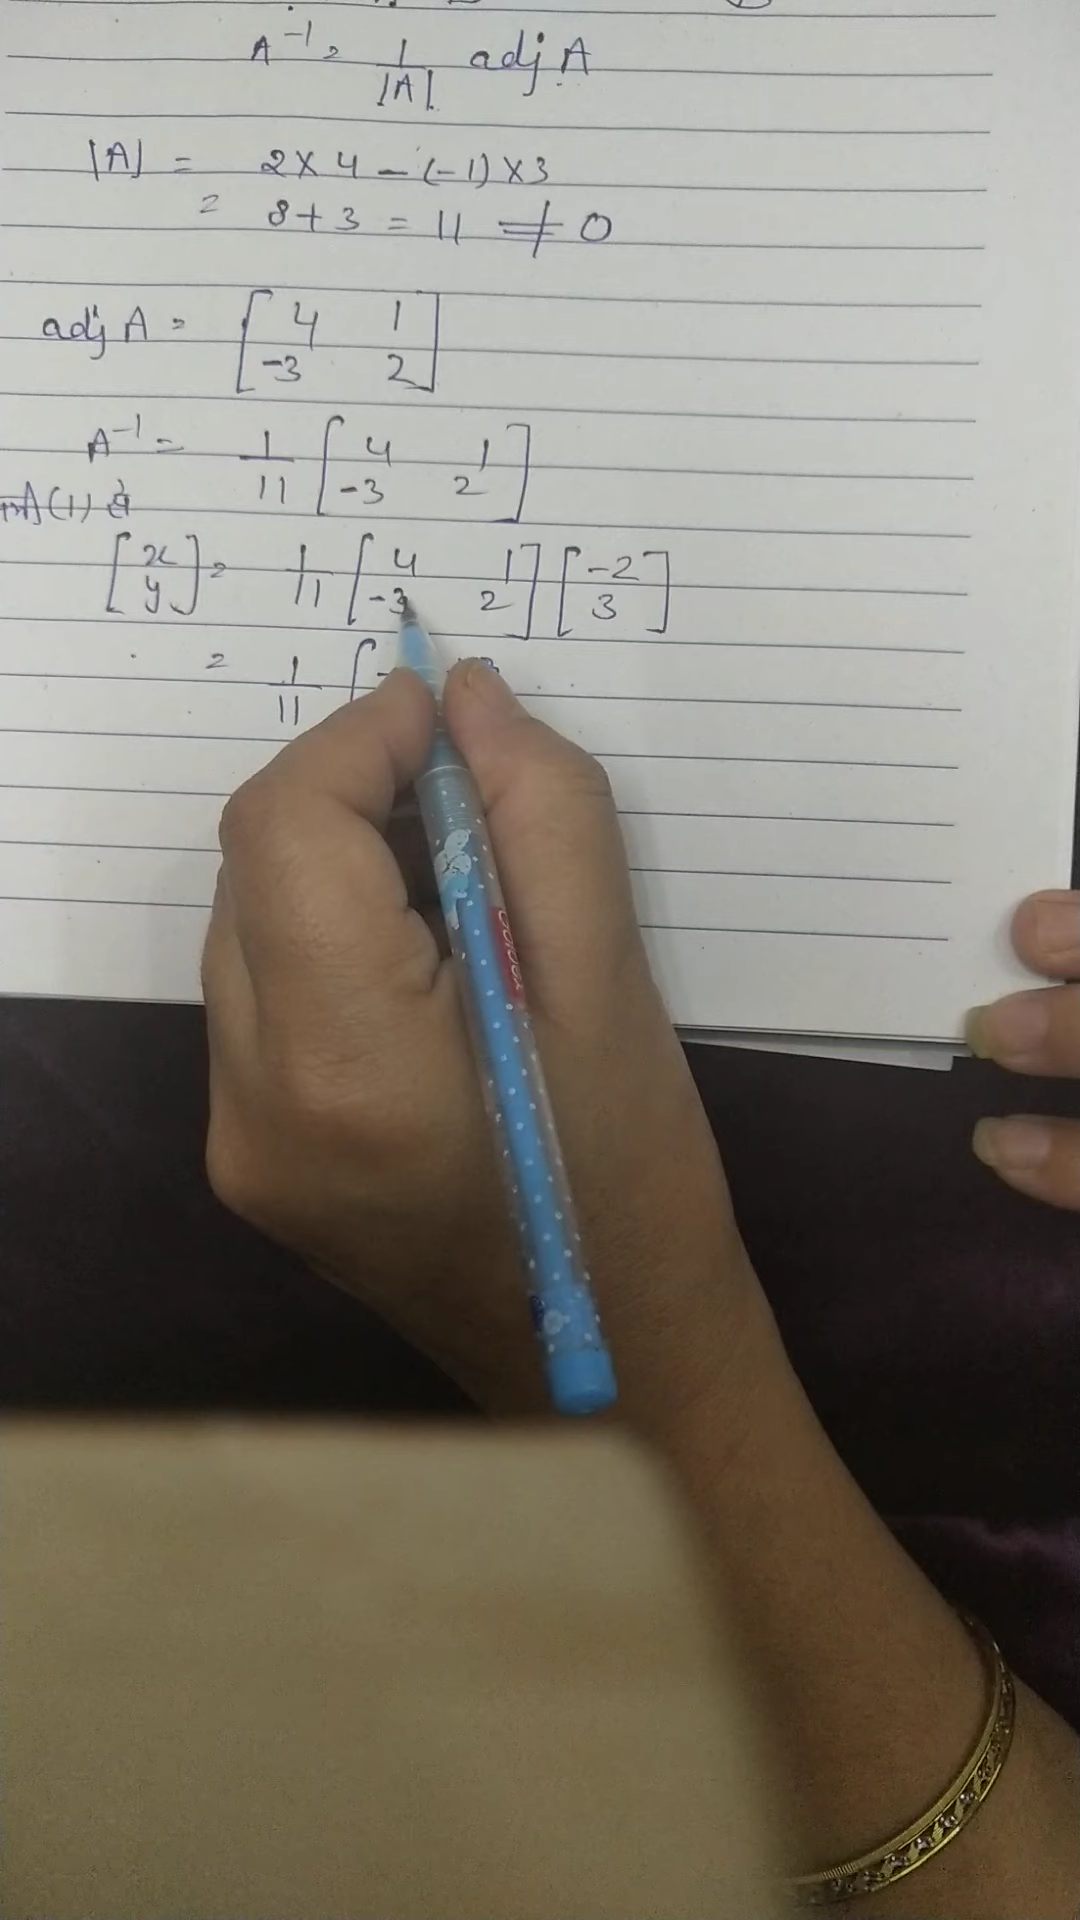 A⁻¹ = 1/|A| adj A
|A| = 2×4 - (-1)×3
= 8+3 = 11 ≠ 0
adj A = [4 1; -3 2]
A⁻¹ = 1/11 [4 1; -3 2]
(1) से
[x; y] = 1/11 [4 1; -3 2] [-2; 3]
= 1/11 [